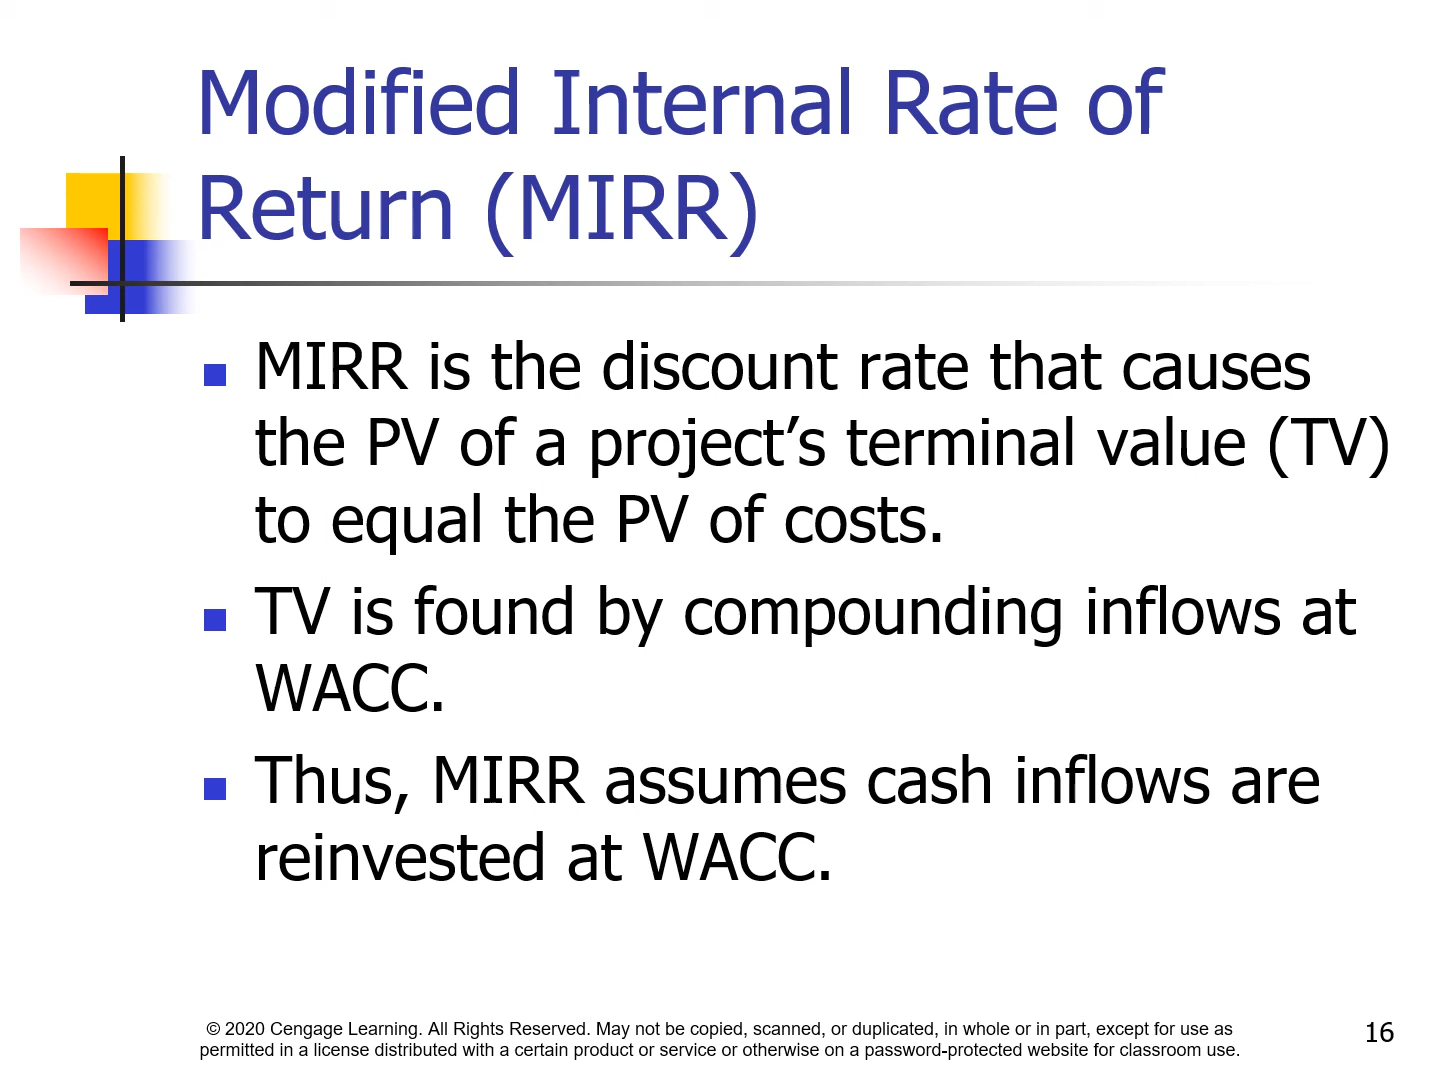 Modified Internal Rate of
Return (MIRR)
MIRR is the discount rate that causes
the PV of a project’s terminal value (TV)
to equal the PV of costs.
TV is found by compounding inflows at
WACC.
Thus, MIRR assumes cash inflows are
reinvested at WACC.
© 2020 Cengage Learning. All Rights Reserved. May not be copied, scanned, or duplicated, in whole or in part, except for use as
permitted in a license distributed with a certain product or service or otherwise on a password-protected website for classroom use.
16